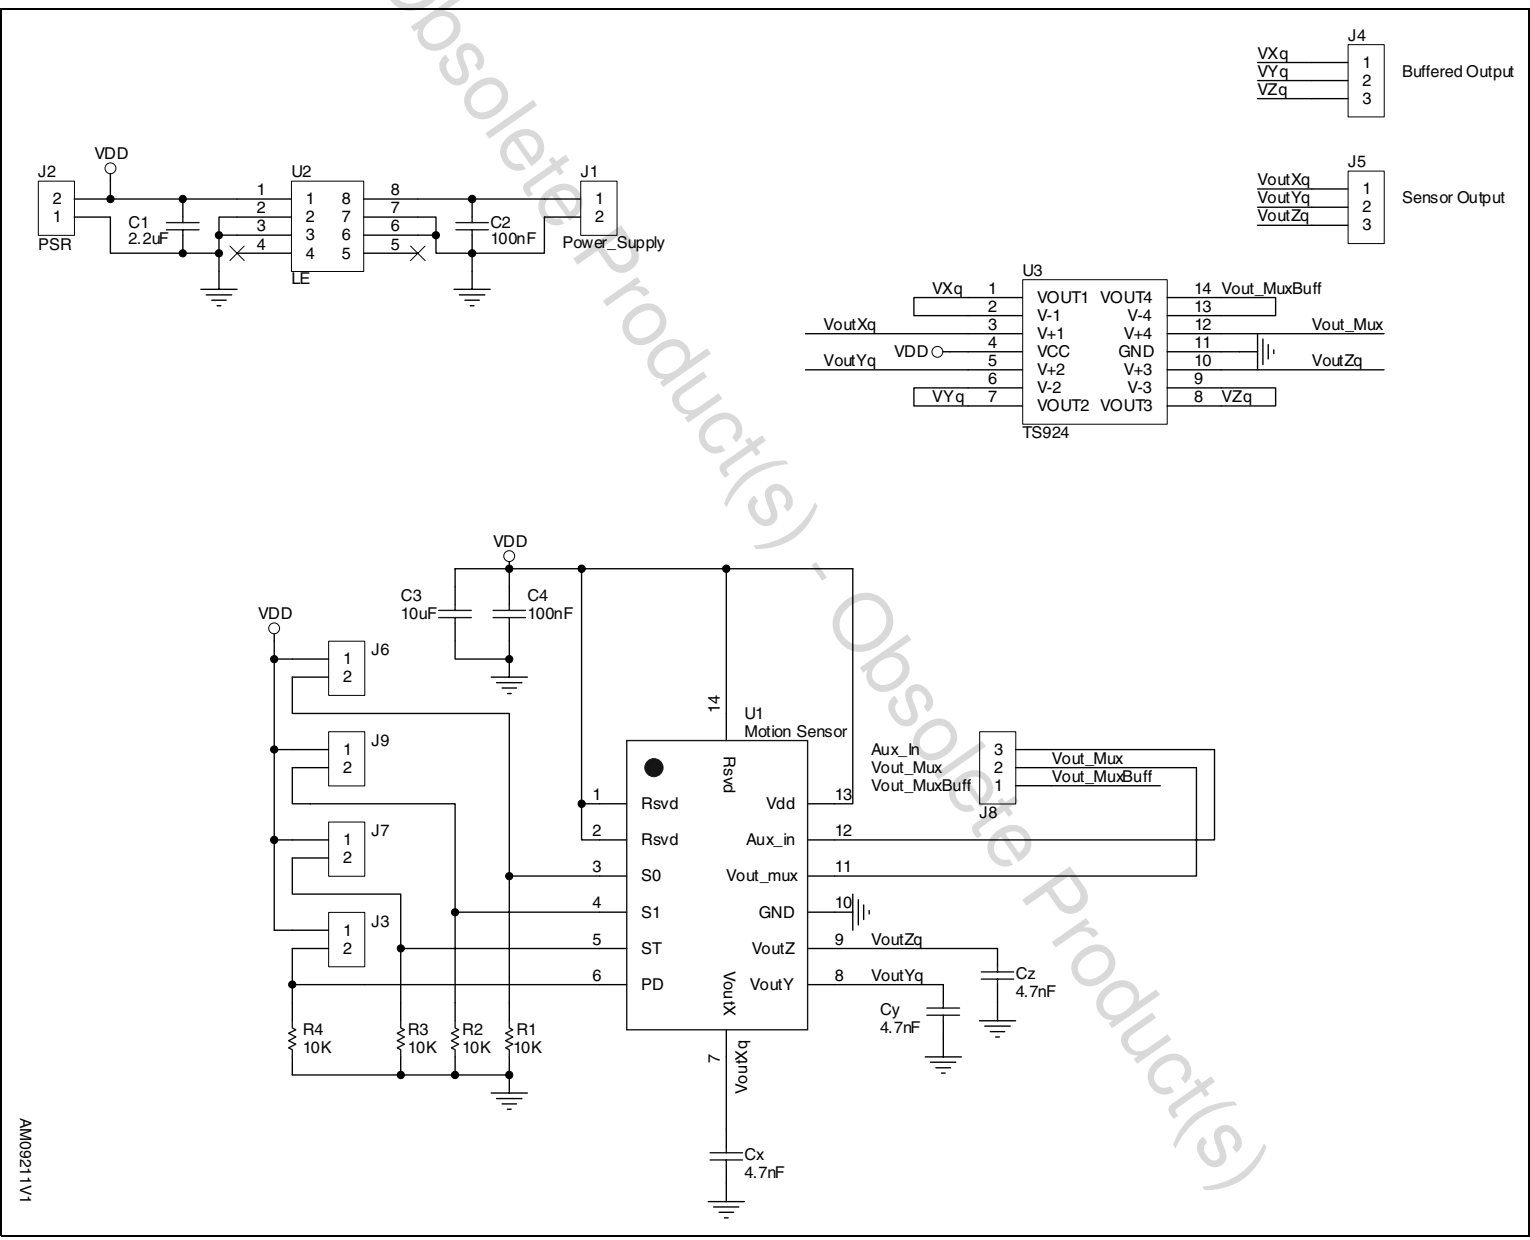 Obsolete Product(s) - Obsolete Product(s)
J4
VXq
VYq
VZq
1
2
3
Buffered Output
J5
VoutXq
VoutYq
VoutZq
1
2
3
Sensor Output
VDD
J2
2
1
PSR
C1
2.2uF
U2
1
2
3
4
1
2
3
4
8
7
6
5
8
7
6
5
LE
C2
100nF
J1
1
2
Power_Supply
U3
VXq
1
VOUT1
VOUT4
14
Vout_MuxBuff
2
V-1
V-4
13
VoutXq
3
V+1
V+4
12
Vout_Mux
VDD
4
VCC
GND
11
VoutYq
5
V+2
V+3
10
VoutZq
6
V-2
V-3
9
VYq
7
VOUT2
VOUT3
8
VZq
TS924
VDD
C3
10uF
C4
100nF
VDD
J6
1
2
J9
1
2
J7
1
2
J3
1
2
14
U1
Motion Sensor
Rsvd
1
Rsvd
Vdd
13
2
Rsvd
Aux_in
12
3
S0
Vout_mux
11
4
S1
GND
10
5
ST
VoutZ
9
VoutZq
6
PD
VoutY
8
VoutYq
VoutX
7
VoutXq
Aux_In
Vout_Mux
Vout_MuxBuff
3
2
1
J8
Vout_Mux
Vout_MuxBuff
Cz
4.7nF
Cy
4.7nF
R4
10K
R3
10K
R2
10K
R1
10K
Cx
4.7nF
AM09211V1